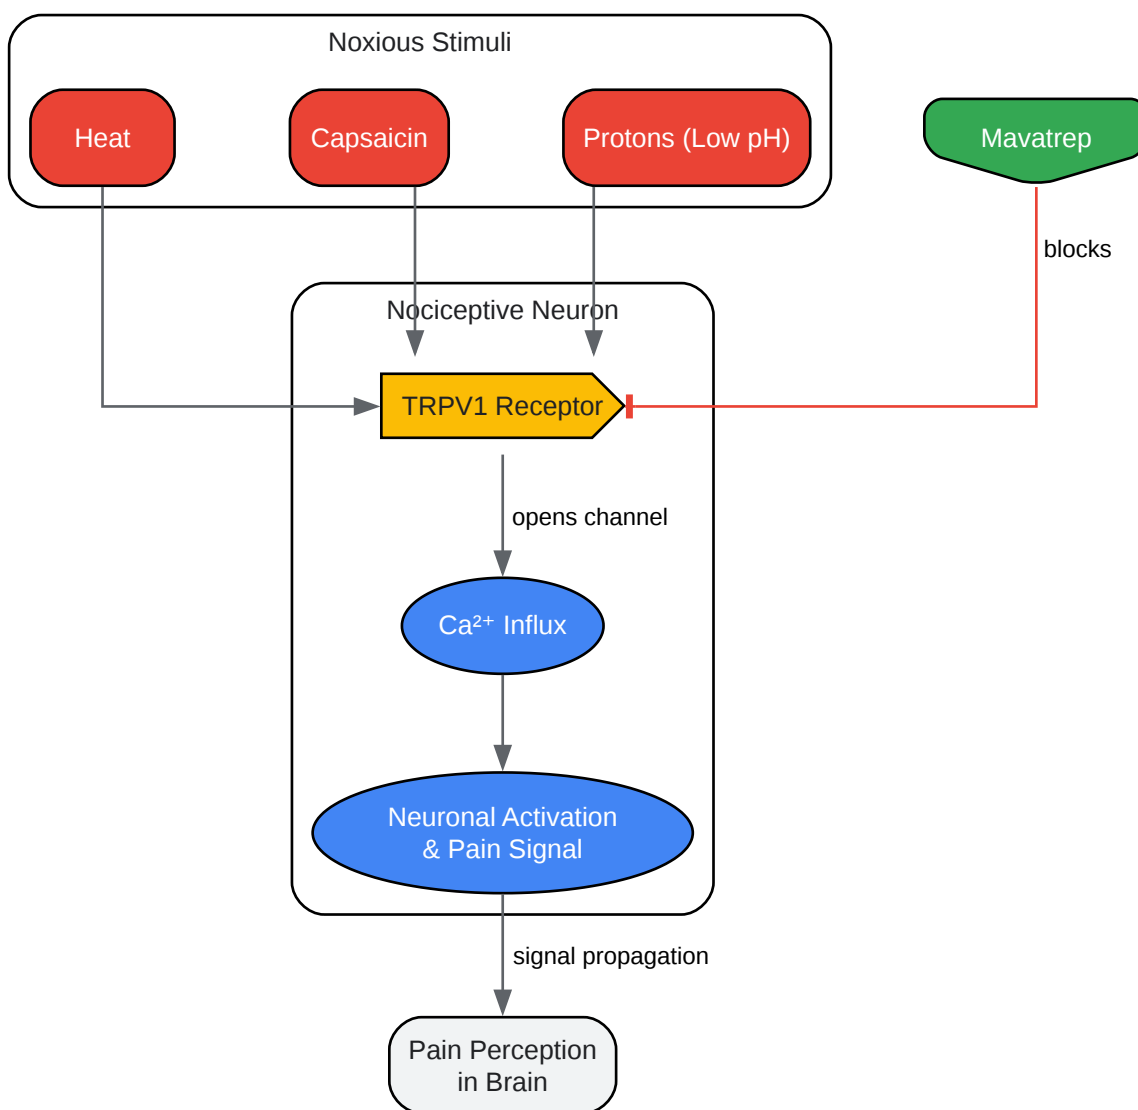 Noxious Stimuli
Heat
Capsaicin
Protons (Low pH)
Mavatrep
blocks
Nociceptive Neuron
TRPV1 Receptor
opens channel
Ca²⁺ Influx
Neuronal Activation
& Pain Signal
signal propagation
Pain Perception
in Brain